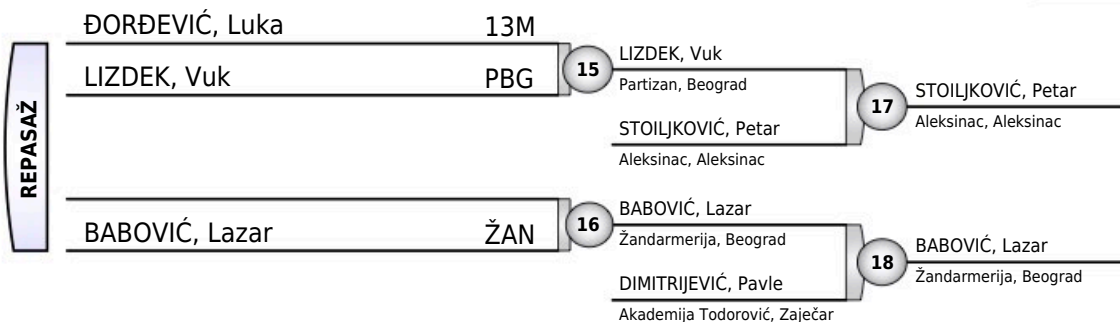 ĐORĐEVIĆ, Luka 13M
LIZDEK, Vuk PBG
REPASAŽ
BABOVIĆ, Lazar ŽAN
15
LIZDEK, Vuk
Partizan, Beograd
STOILJKOVIĆ, Petar
Aleksinac, Aleksinac
16
BABOVIĆ, Lazar
Žandarmerija, Beograd
DIMITRIJEVIĆ, Pavle
Akademija Todorović, Zaječar
17
STOILJKOVIĆ, Petar
Aleksinac, Aleksinac
18
BABOVIĆ, Lazar
Žandarmerija, Beograd